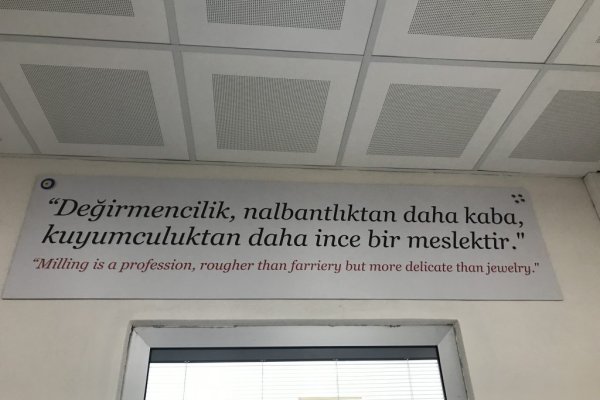 “Değirmencilik, nalbantlıktan daha kaba,
kuyumculuktan daha ince bir meslektir."
“Milling is a profession, rougher than farriery but more delicate than jewelry.”